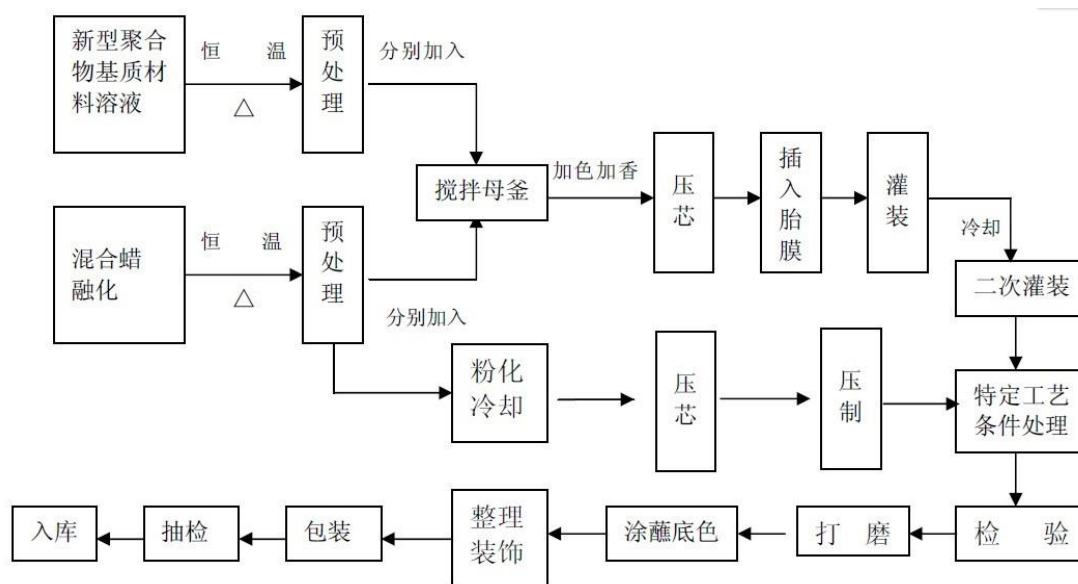 新型聚合
物基质材
料溶液
恒 温
△
预
处
理
分别加入
混合蜡
融化
恒 温
△
预
处
理
分别加入
搅拌母釜
加色加香
压
芯
插
入
胎
膜
灌
装
冷却
二次灌装
粉化
冷却
压
芯
压
制
特定工艺
条件处理
检 验
打 磨
涂蘸底色
整理
装饰
包装
抽检
入库